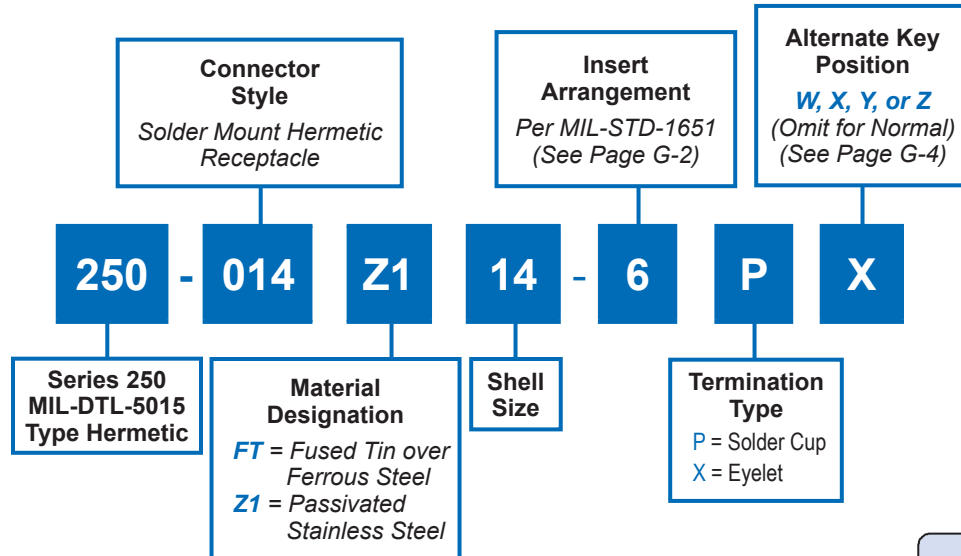 Connector
Style
Solder Mount Hermetic
Receptacle
Insert
Arrangement
Per MIL-STD-1651
(See Page G-2)
Alternate Key
Position
W, X, Y, or Z
(Omit for Normal)
(See Page G-4)
250 - 014 Z1 14 - 6 P X
Series 250
MIL-DTL-5015
Type Hermetic
Material
Designation
FT = Fused Tin over
Ferrous Steel
Z1 = Passivated
Stainless Steel
Shell
Size
Termination
Type
P = Solder Cup
X = Eyelet